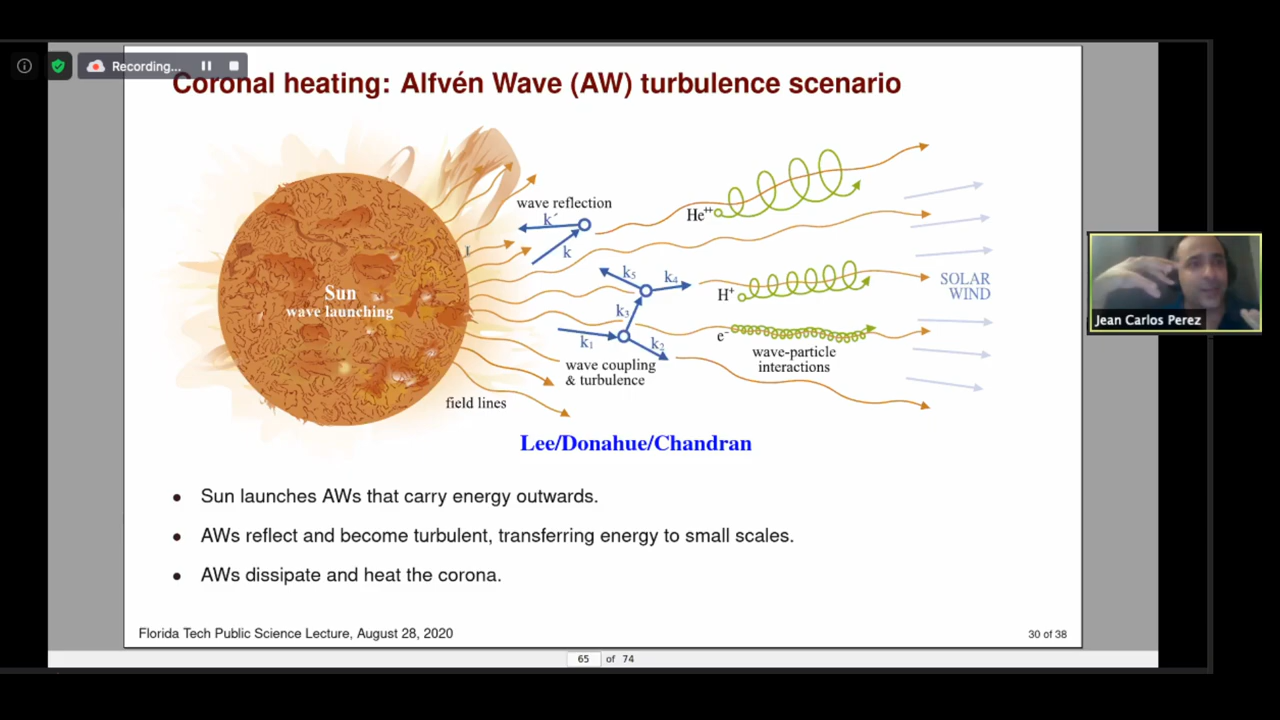 Recording...
Coronal heating: Alfvén Wave (AW) turbulence scenario
wave reflection
k´
k
He⁺⁺
Sun
wave launching
k₅
k₄
k₃
k₁
k₂
H⁺
SOLAR
WIND
e⁻
wave coupling
& turbulence
wave-particle
interactions
field lines
Lee/Donahue/Chandran
• Sun launches AWs that carry energy outwards.
• AWs reflect and become turbulent, transferring energy to small scales.
• AWs dissipate and heat the corona.
Florida Tech Public Science Lecture, August 28, 2020
30 of 38
65 of 74
Jean Carlos Perez